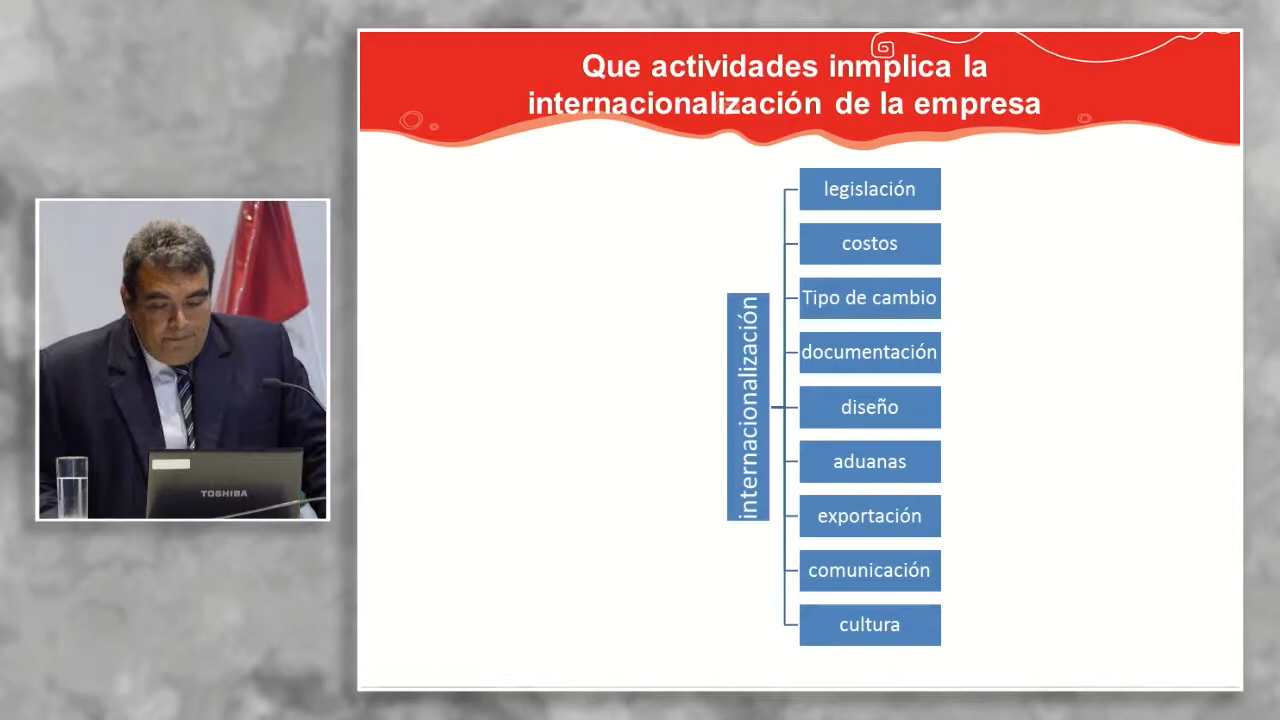 Que actividades inmplica la
internacionalización de la empresa
internacionalización
legislación
costos
Tipo de cambio
documentación
diseño
aduanas
exportación
comunicación
cultura
TOSHIBA